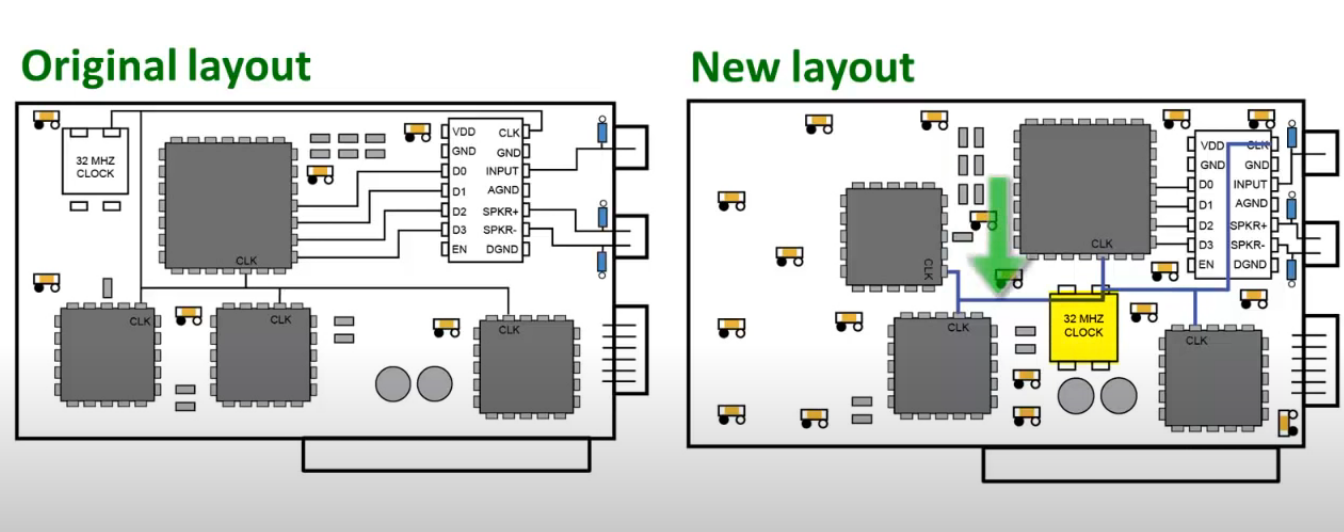 Original layout
32 MHZ
CLOCK
VDD CLK
GND GND
D0 INPUT
D1 AGND
D2 SPKR+
D3 SPKR-
EN DGND
CLK
CLK
CLK
CLK
New layout
VDD CLK
GND GND
D0 INPUT
D1 AGND
D2 SPKR+
D3 SPKR-
EN DGND
CLK
CLK
CLK
32 MHZ
CLOCK
CLK